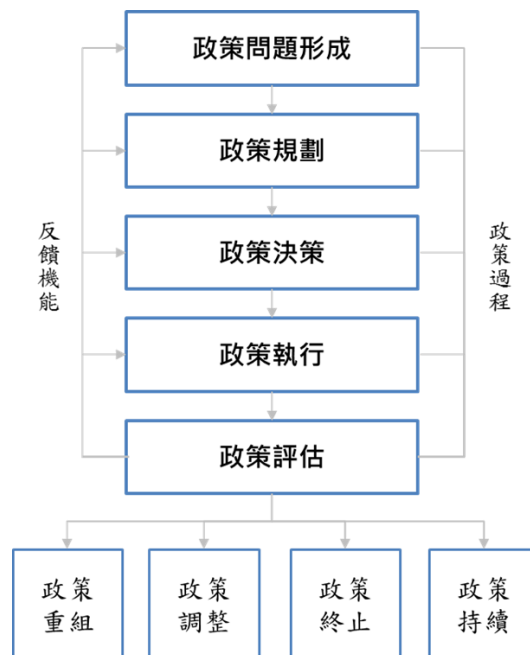 政策問題形成
政策規劃
政策決策
政策執行
政策評估
反饋機能
政策過程
政策
重組
政策
調整
政策
終止
政策
持續